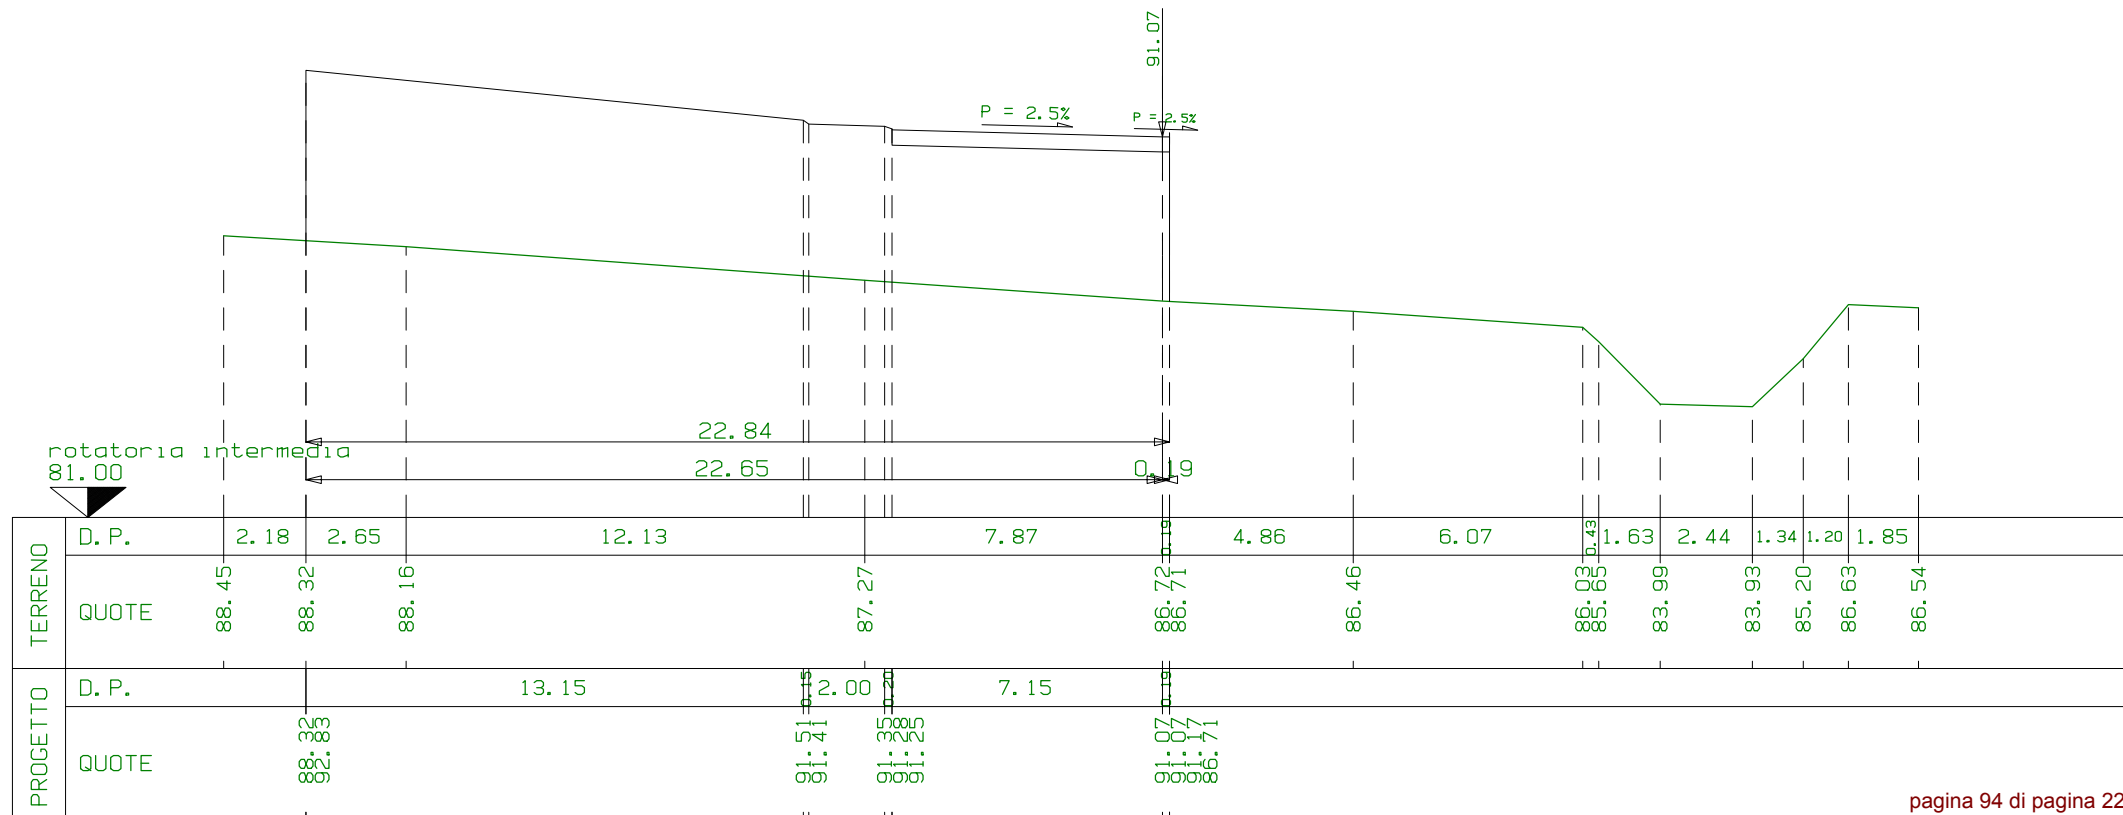 91.07
P = 2.5%
P = 2.5%
22.84
rotatoria intermedia
81.00
22.65 0.19
TERRENO
D.P. 2.18 2.65 12.13 7.87 0.19 4.86 6.07 0.43 1.63 2.44 1.34 1.20 1.85
QUOTE 88.45 88.32 88.16 87.27 86.72 86.71 86.46 86.03 85.65 83.99 83.93 85.20 86.63 86.54
PROGETTO
D.P. 13.15 0.15 2.00 0.20 7.15 0.19
QUOTE 88.32 92.83 91.51 91.41 91.35 91.28 91.25 91.07 91.07 91.17 86.71
pagina 94 di pagina 22